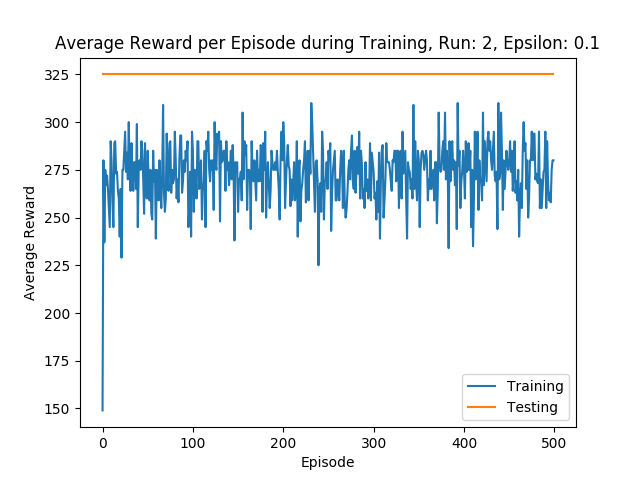 Average Reward per Episode during Training, Run: 2, Epsilon: 0.1
325
300
275
250
225
200
175
150
Average Reward
0 100 200 300 400 500
Episode
Training
Testing